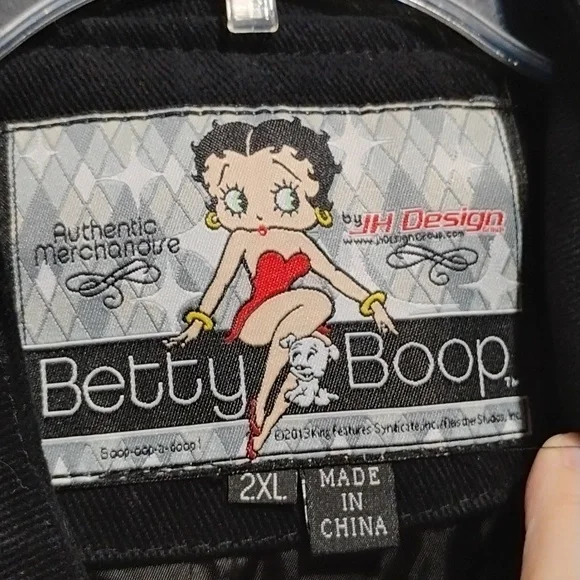 Authentic
Merchandise
by JH Design
Group
www.JHDesignGroup.com
Betty Boop
TM
Boop-oop-a-doop!
©2013 King Features Syndicate, Inc./Fleischer Studios, Inc.
2XL
MADE
IN
CHINA